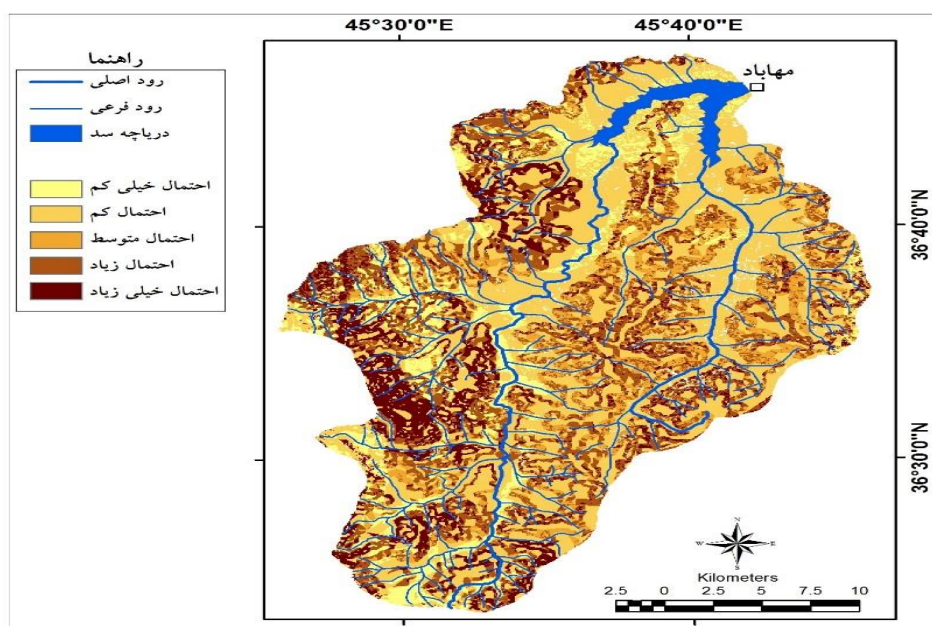 45°30'0"E 45°40'0"E
راهنما
رود اصلی
رود فرعی
دریاچه سد
احتمال خیلی کم
احتمال کم
احتمال متوسط
احتمال زیاد
احتمال خیلی زیاد
مهاباد
36°40'0"N
36°30'0"N
N
W E
S
Kilometers
2.5 0 2.5 5 7.5 10